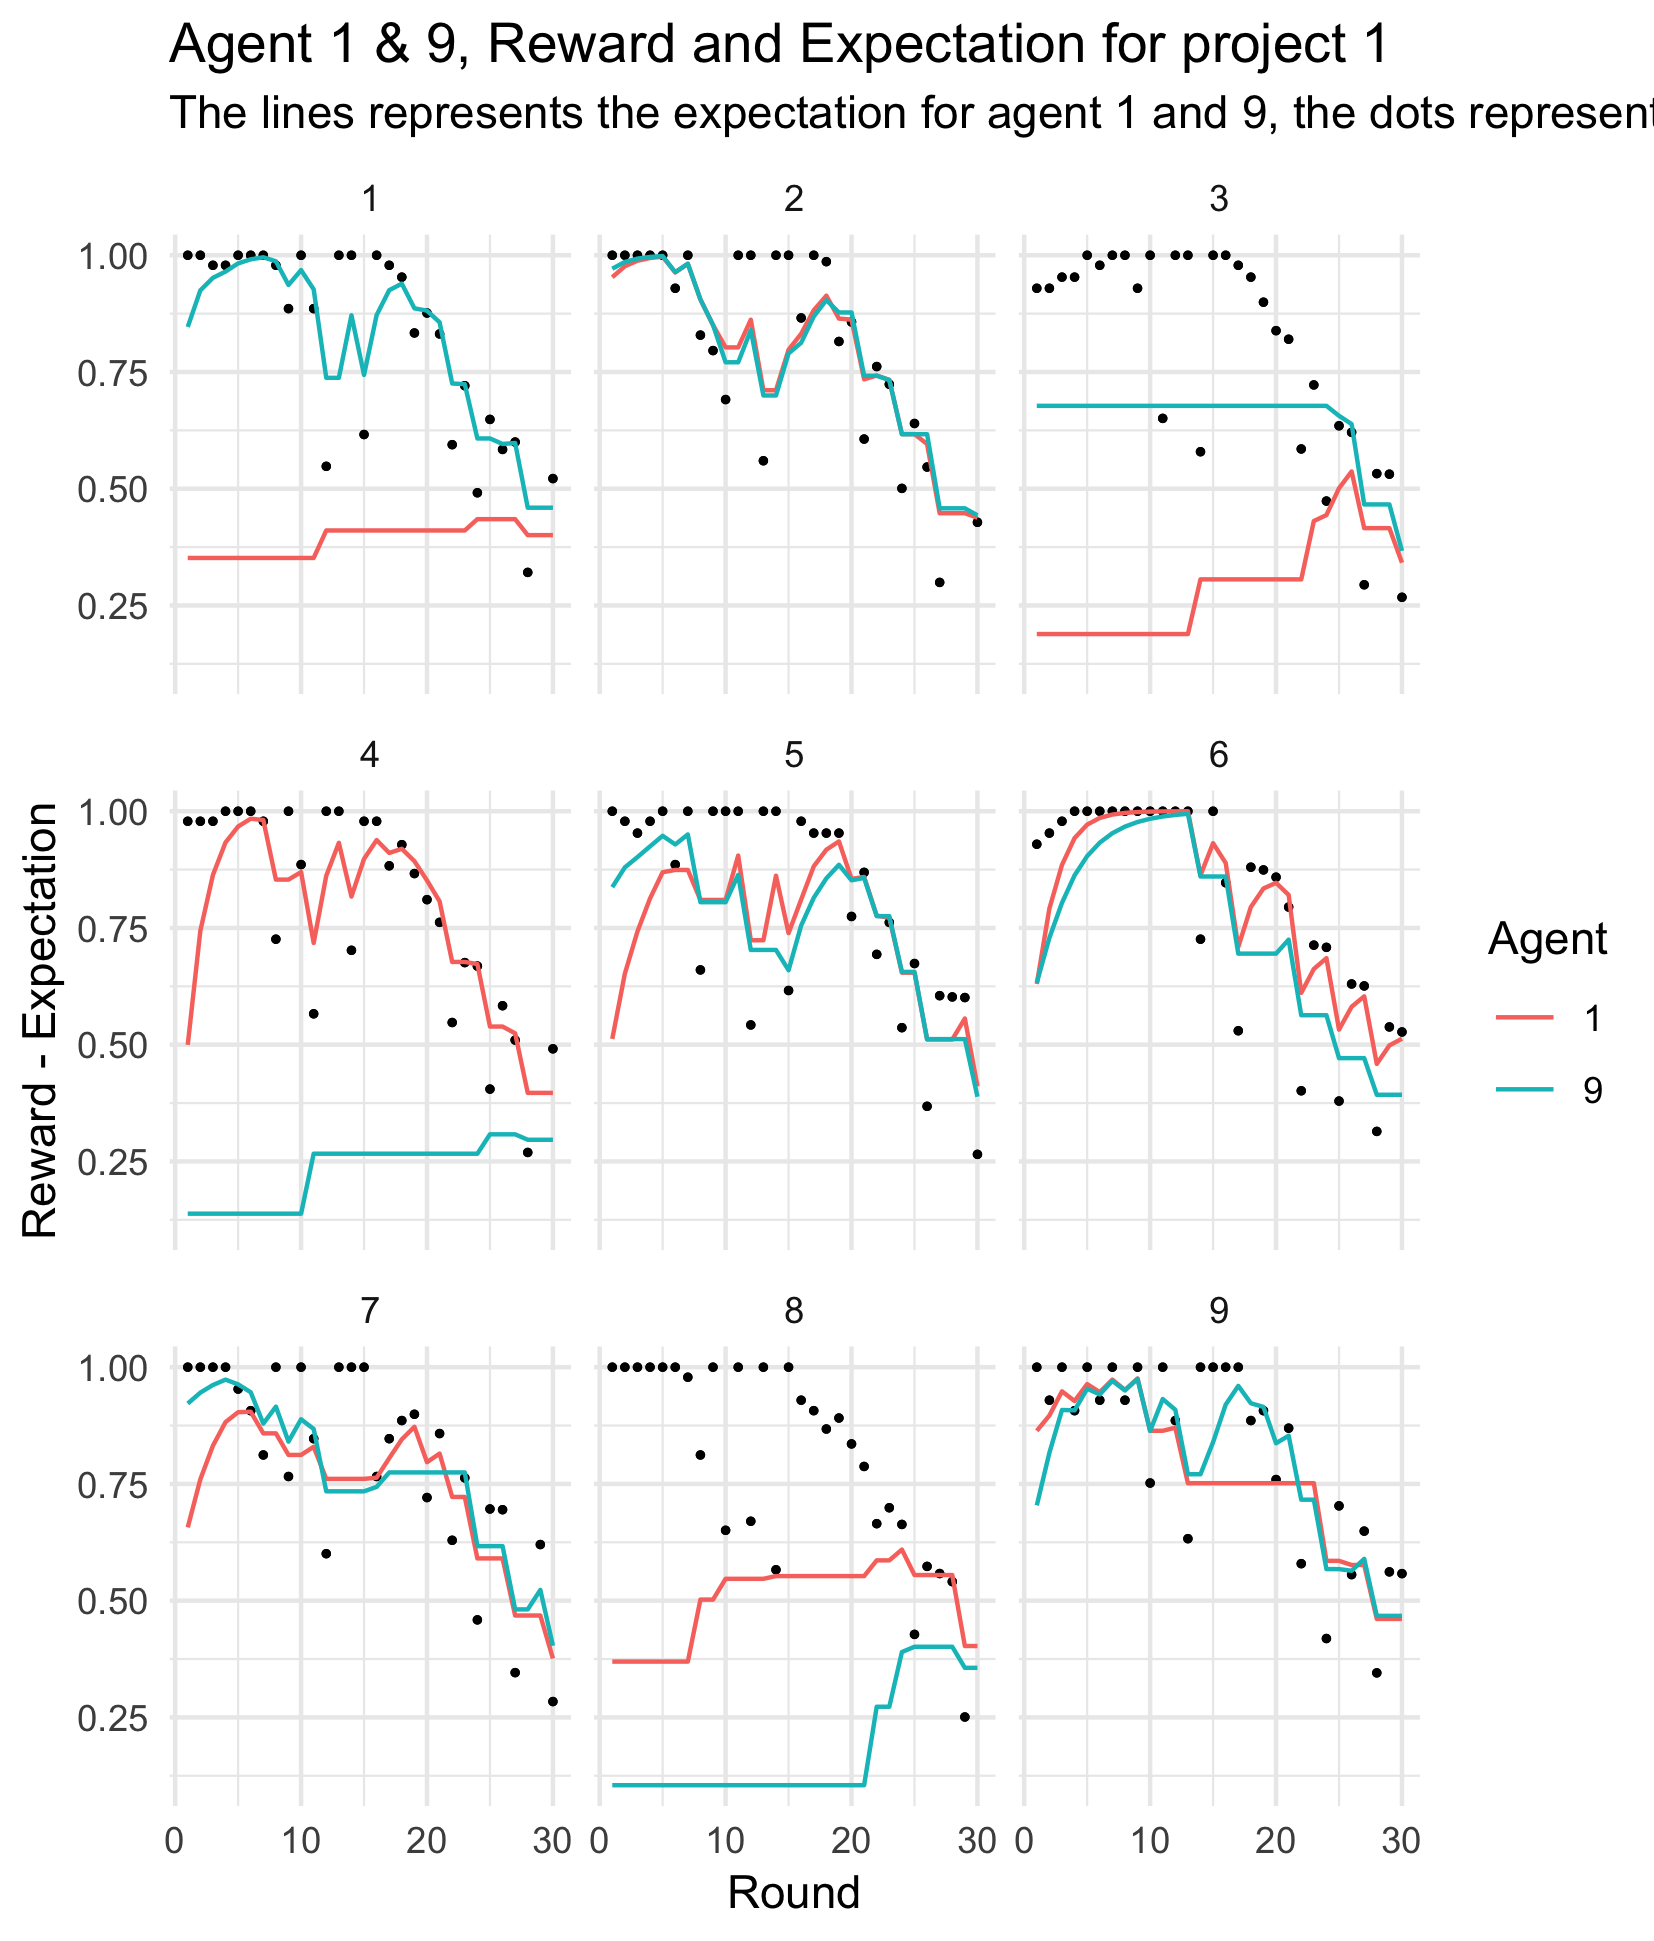 Agent 1 & 9, Reward and Expectation for project 1
The lines represents the expectation for agent 1 and 9, the dots represent
1 2 3
1.00
0.75
0.50
0.25
4 5 6
1.00
0.75
0.50
0.25
7 8 9
1.00
0.75
0.50
0.25
0 10 20 30 0 10 20 30 0 10 20 30
Round
Reward - Expectation
Agent
1
9